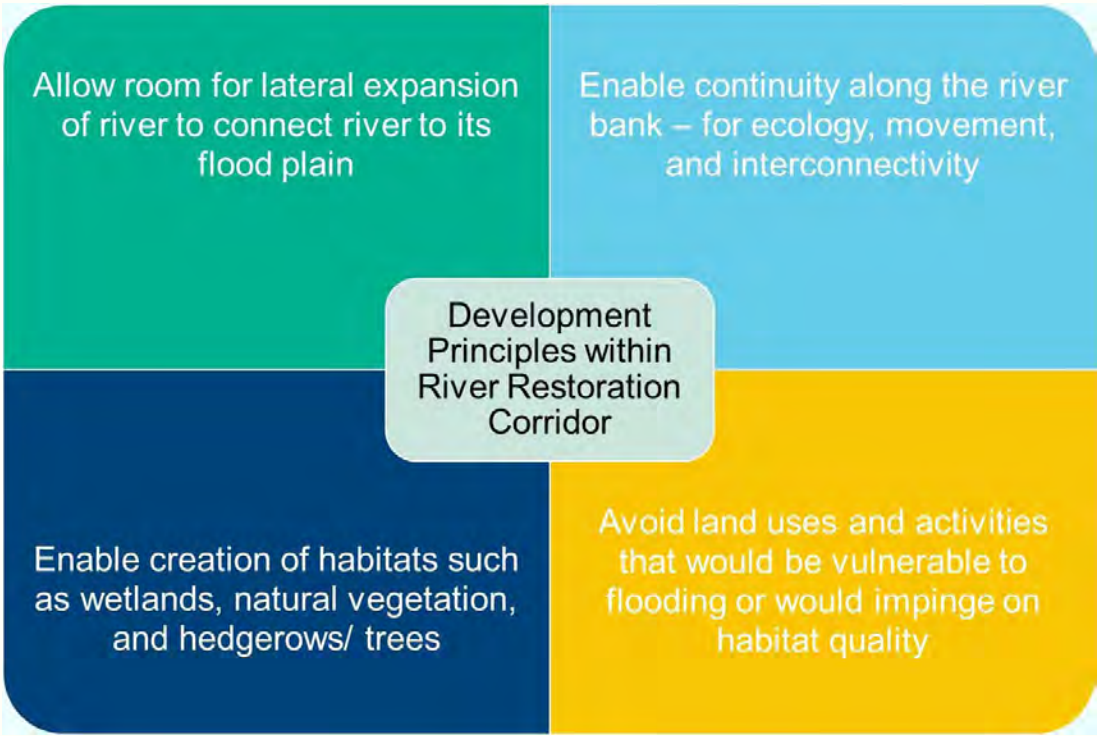 Allow room for lateral expansion
of river to connect river to its
flood plain
Enable continuity along the river
bank – for ecology, movement,
and interconnectivity
Development
Principles within
River Restoration
Corridor
Enable creation of habitats such
as wetlands, natural vegetation,
and hedgerows/ trees
Avoid land uses and activities
that would be vulnerable to
flooding or would impinge on
habitat quality